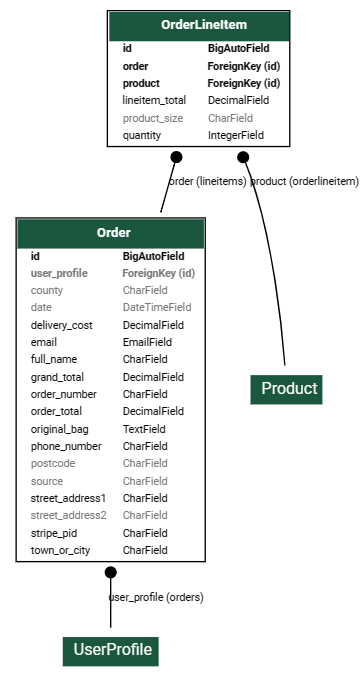 OrderLineItem
id BigAutoField
order ForeignKey (id)
product ForeignKey (id)
lineitem_total DecimalField
product_size CharField
quantity IntegerField
order (lineitems) product (orderlineitem)
Order
id BigAutoField
user_profile ForeignKey (id)
county CharField
date DateTimeField
delivery_cost DecimalField
email EmailField
full_name CharField
grand_total DecimalField
order_number CharField
order_total DecimalField
original_bag TextField
phone_number CharField
postcode CharField
source CharField
street_address1 CharField
street_address2 CharField
stripe_pid CharField
town_or_city CharField
Product
user_profile (orders)
UserProfile